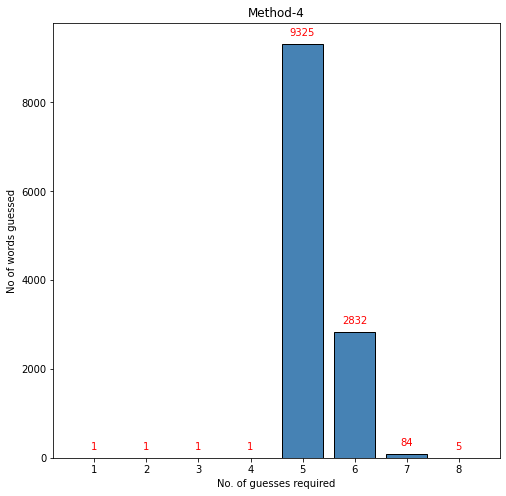 Method-4
9325
8000
6000
No of words guessed
4000
2832
2000
84
1 1 1 1 5
0
1 2 3 4 5 6 7 8
No. of guesses required